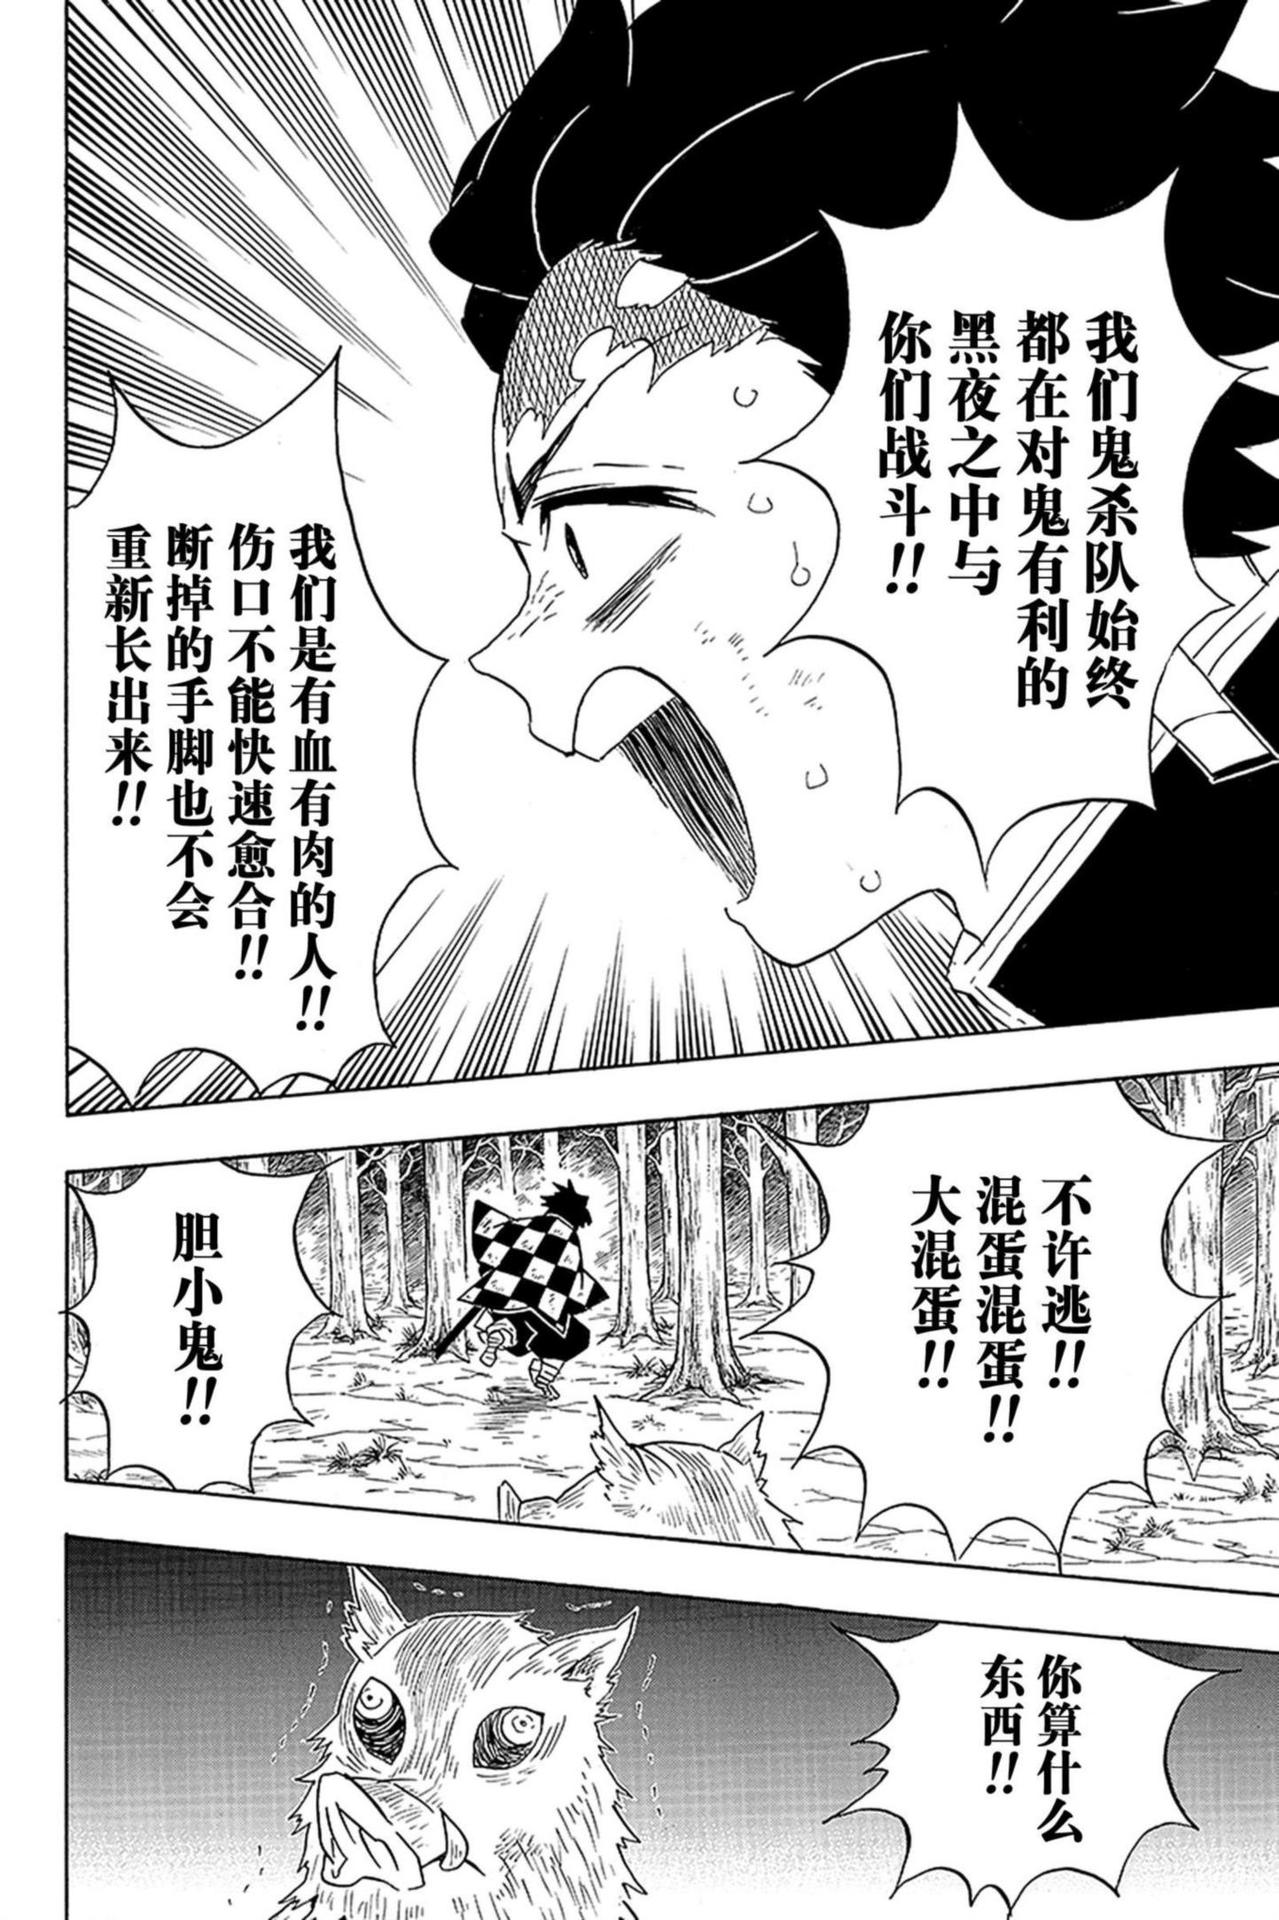 我们鬼杀队始终
都在对鬼有利的
黑夜之中与
你们战斗!!
我们是有血有肉的人!!
伤口不能快速愈合!!
断掉的手脚也不会
重新长出来!!
不许逃!!
混蛋混蛋!!
大混蛋!!
胆小鬼!!
你算什么
东西!!